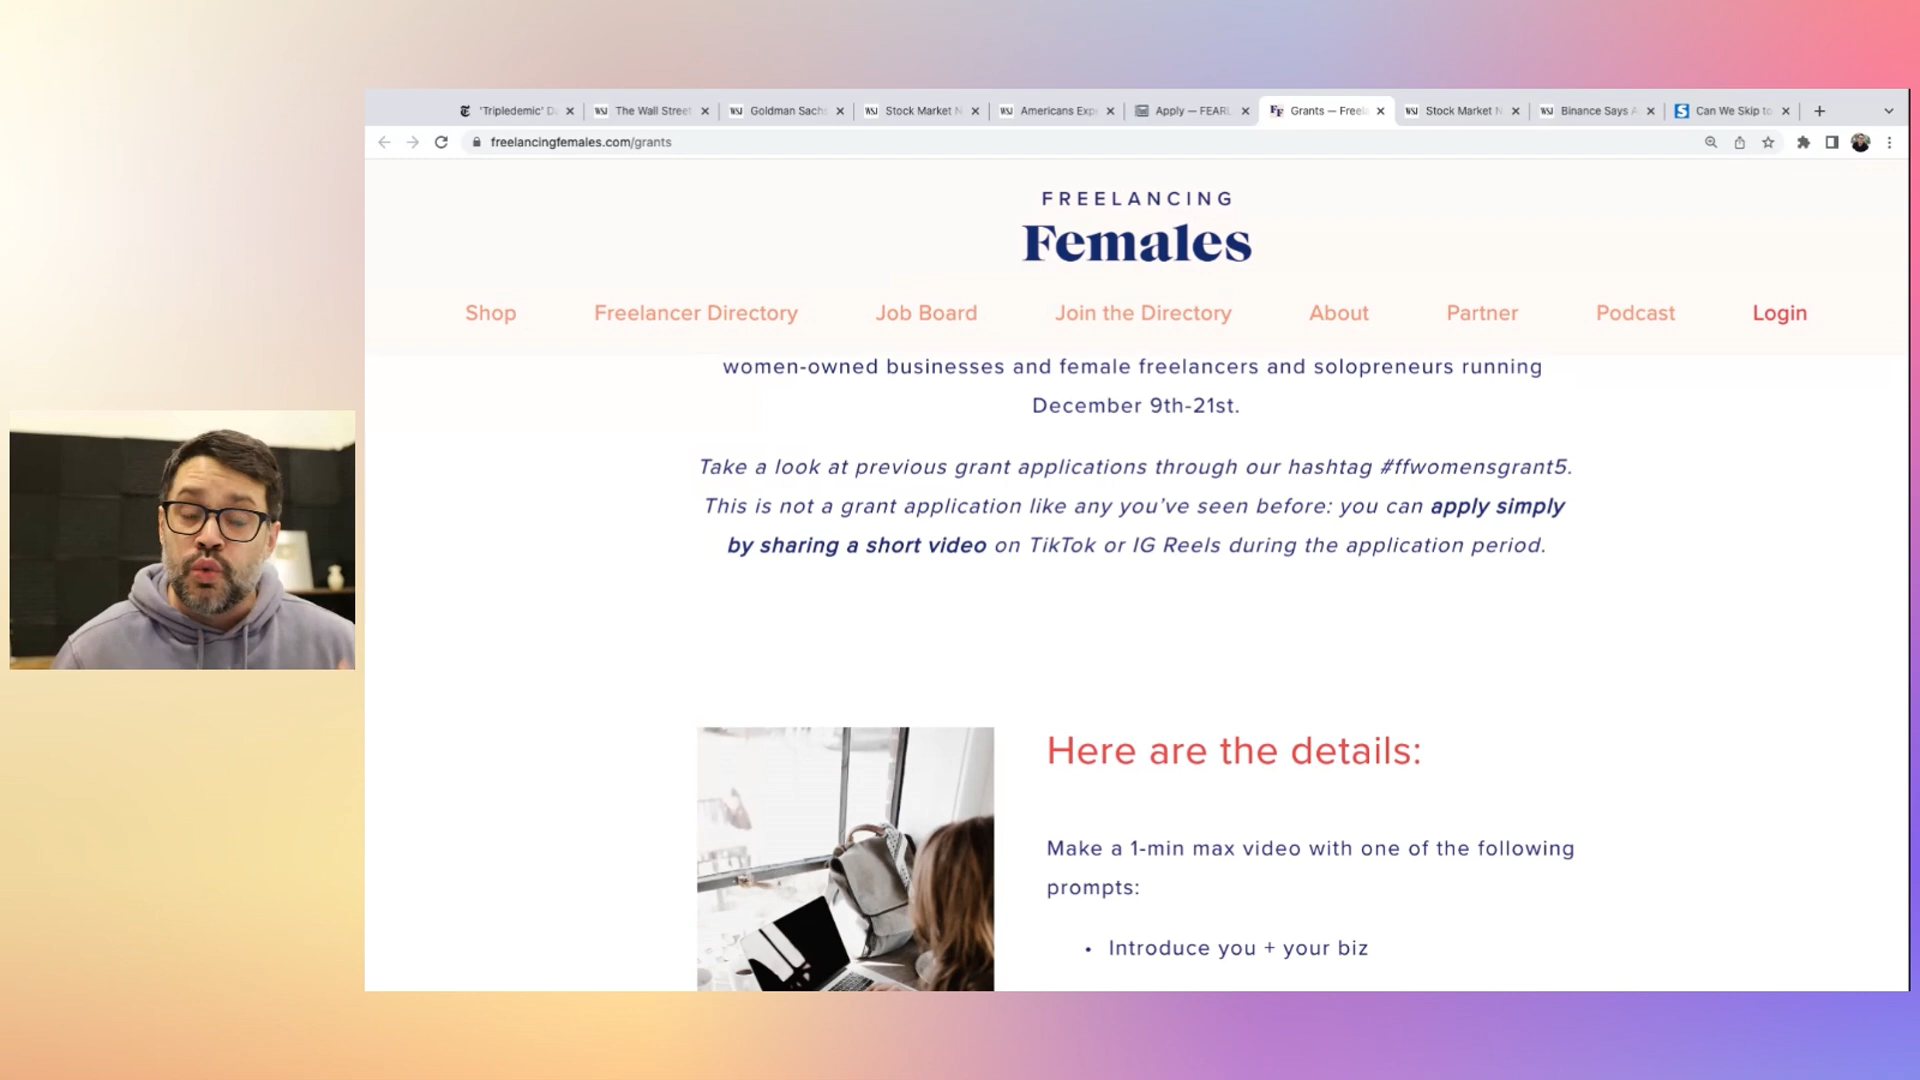 'Tripledemic' D
The Wall Street
Goldman Sachs
Stock Market N
Americans Exp
Apply — FEARL
Grants — Freela
Stock Market N
Binance Says A
Can We Skip to
freelancingfemales.com/grants
FREELANCING
Females
Shop Freelancer Directory Job Board Join the Directory About Partner Podcast Login
women-owned businesses and female freelancers and solopreneurs running
December 9th-21st.
Take a look at previous grant applications through our hashtag #ffwomensgrant5.
This is not a grant application like any you've seen before: you can apply simply
by sharing a short video on TikTok or IG Reels during the application period.
Here are the details:
Make a 1-min max video with one of the following
prompts:
• Introduce you + your biz